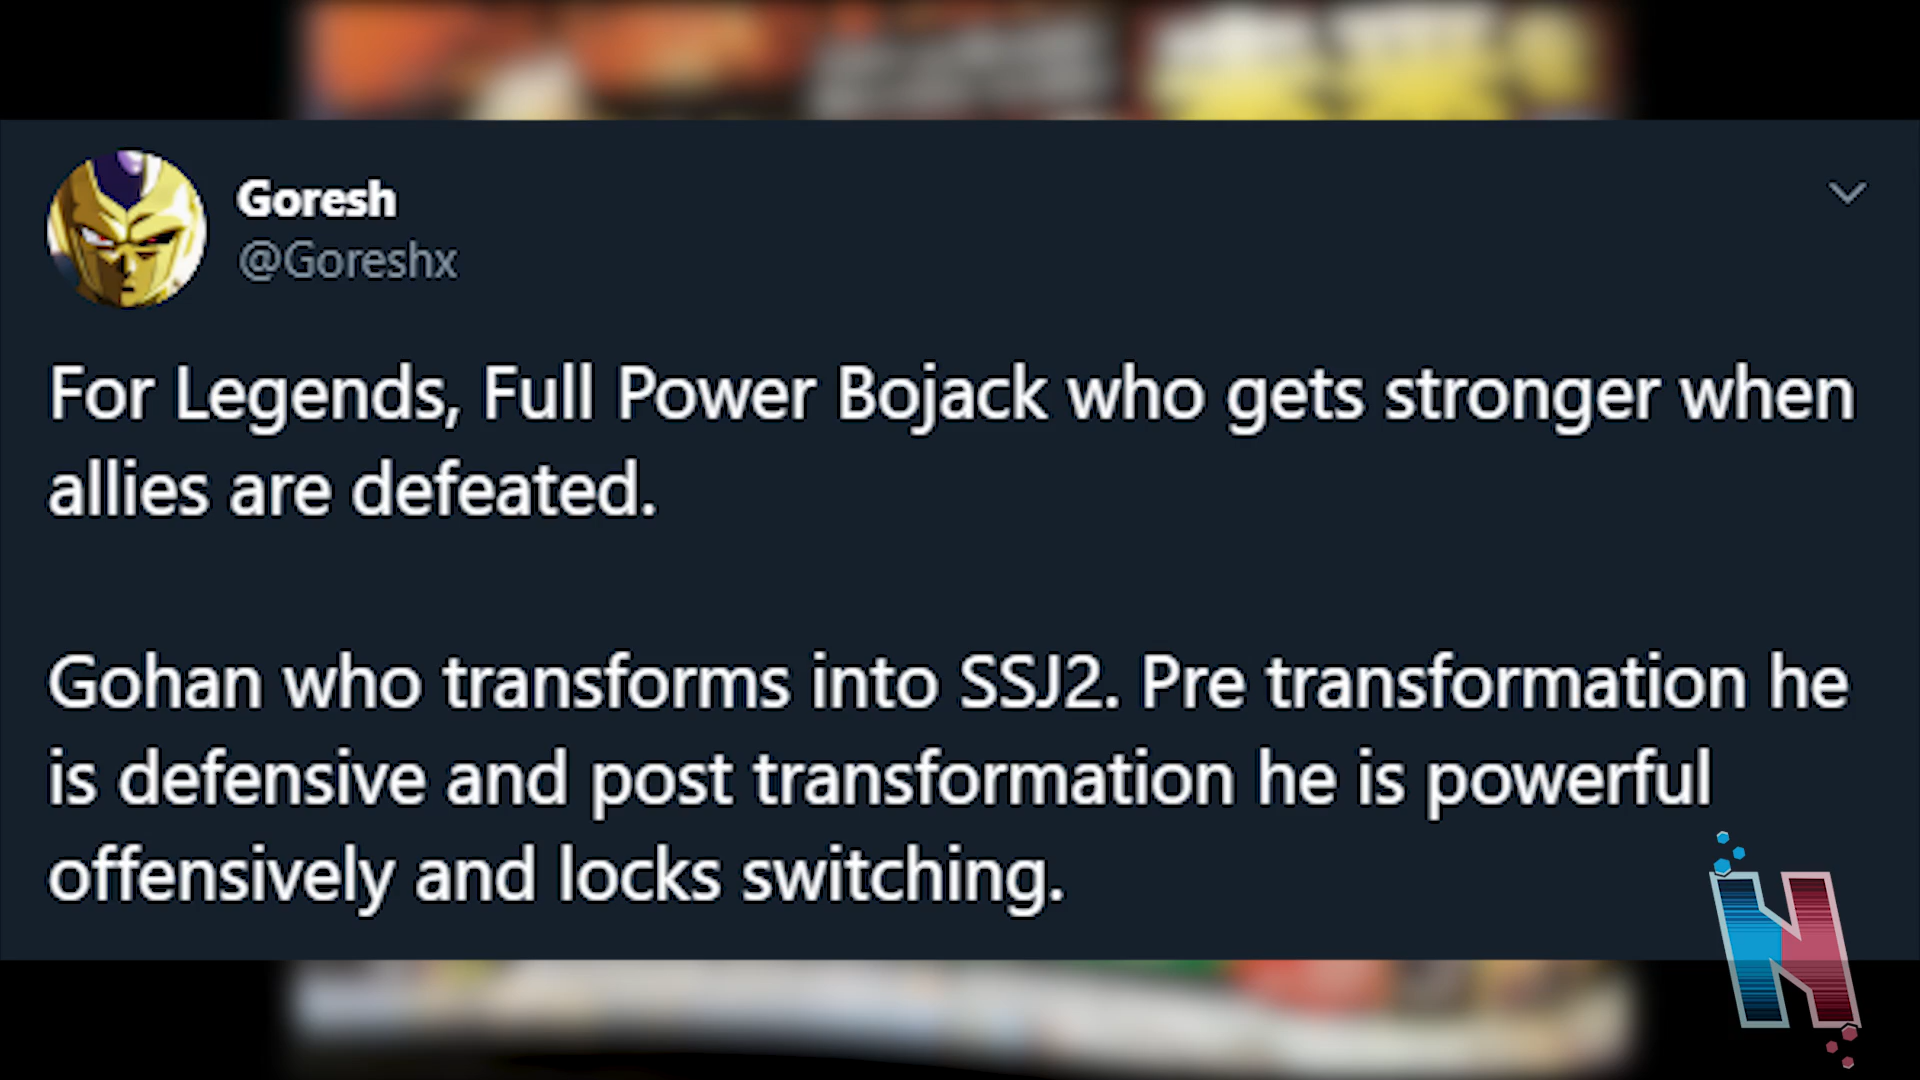 Goresh
@Goreshx
For Legends, Full Power Bojack who gets stronger when
allies are defeated.
Gohan who transforms into SSJ2. Pre transformation he
is defensive and post transformation he is powerful
offensively and locks switching.
N